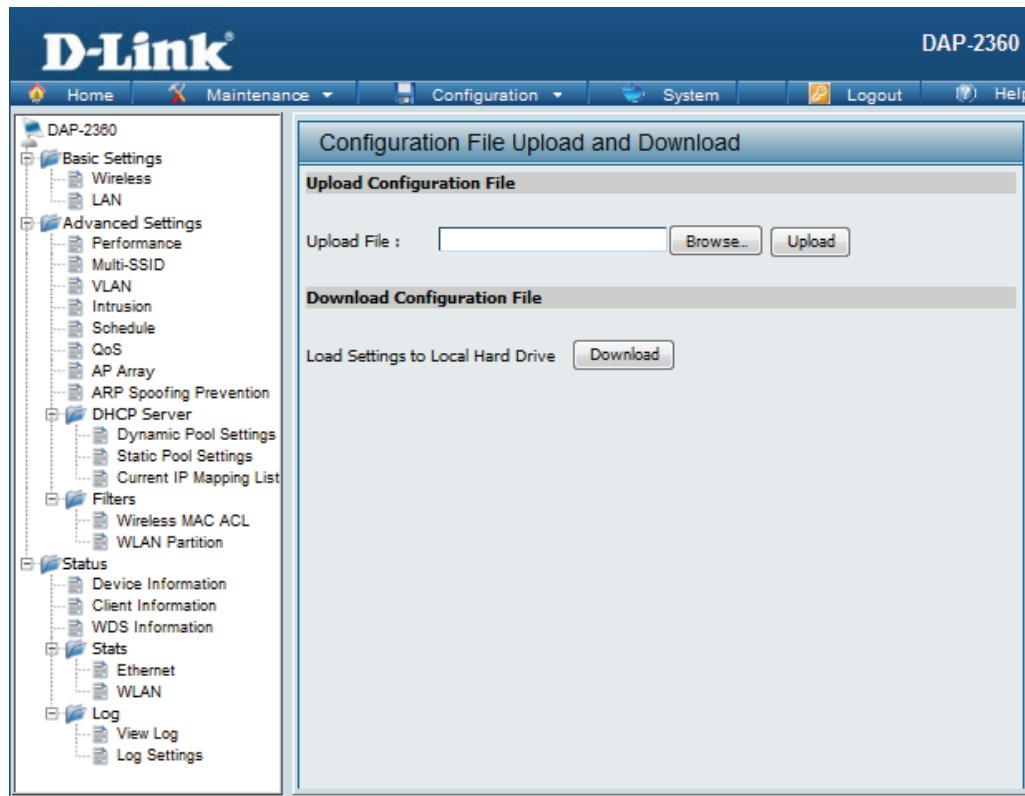 D-Link®
DAP-2360
Home Maintenance Configuration System Logout Help
DAP-2360
Basic Settings
Wireless
LAN
Advanced Settings
Performance
Multi-SSID
VLAN
Intrusion
Schedule
QoS
AP Array
ARP Spoofing Prevention
DHCP Server
Dynamic Pool Settings
Static Pool Settings
Current IP Mapping List
Filters
Wireless MAC ACL
WLAN Partition
Status
Device Information
Client Information
WDS Information
Stats
Ethernet
WLAN
Log
View Log
Log Settings
Configuration File Upload and Download
Upload Configuration File
Upload File : Browse... Upload
Download Configuration File
Load Settings to Local Hard Drive Download